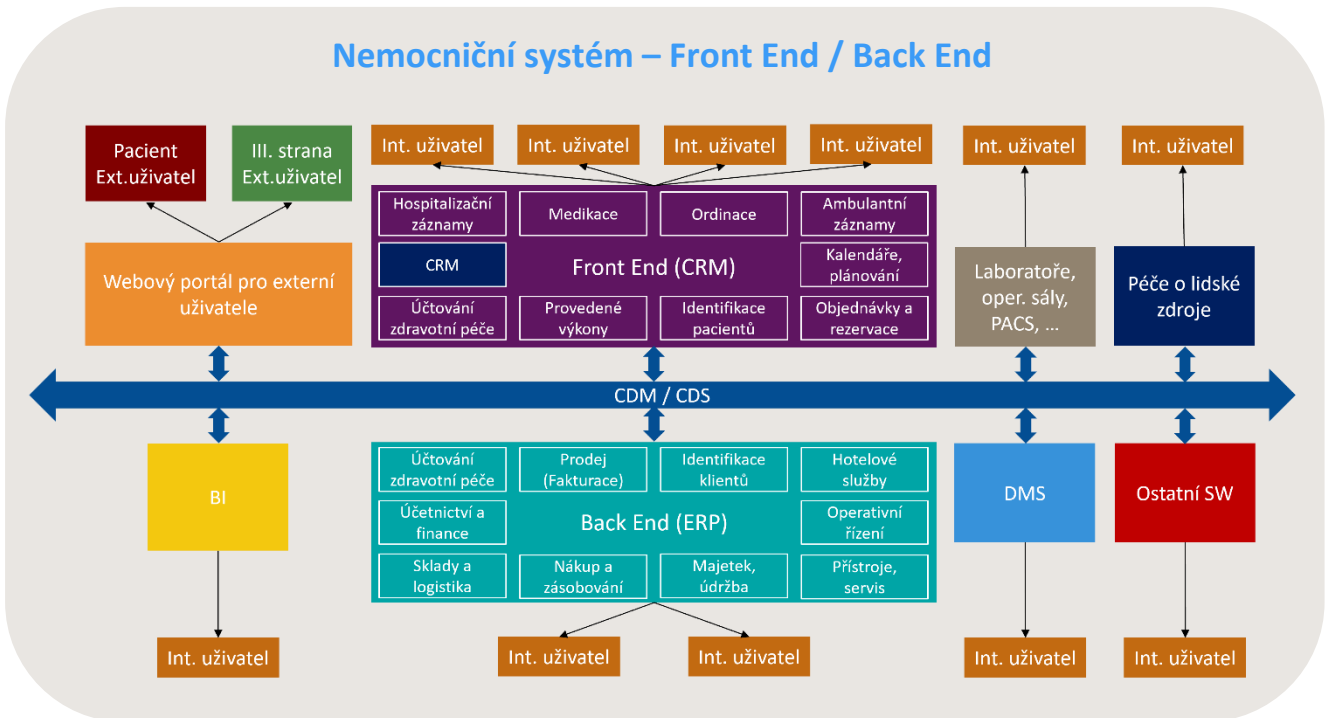 Nemocniční systém – Front End / Back End
Pacient
Ext.uživatel
III. strana
Ext.uživatel
Int. uživatel
Int. uživatel
Int. uživatel
Int. uživatel
Int. uživatel
Int. uživatel
Webový portál pro externí
uživatele
Hospitalizační
záznamy
Medikace
Ordinace
Ambulantní
záznamy
CRM
Front End (CRM)
Kalendáře,
plánování
Účtování
zdravotní péče
Provedené
výkony
Identifikace
pacientů
Objednávky a
rezervace
Laboratoře,
oper. sály,
PACS, ...
Péče o lidské
zdroje
CDM / CDS
BI
Účtování
zdravotní péče
Prodej
(Fakturace)
Identifikace
klientů
Hotelové
služby
Účetnictví a
finance
Back End (ERP)
Operativní
řízení
Sklady a
logistika
Nákup a
zásobování
Majetek,
údržba
Přístroje,
servis
DMS
Ostatní SW
Int. uživatel
Int. uživatel
Int. uživatel
Int. uživatel
Int. uživatel